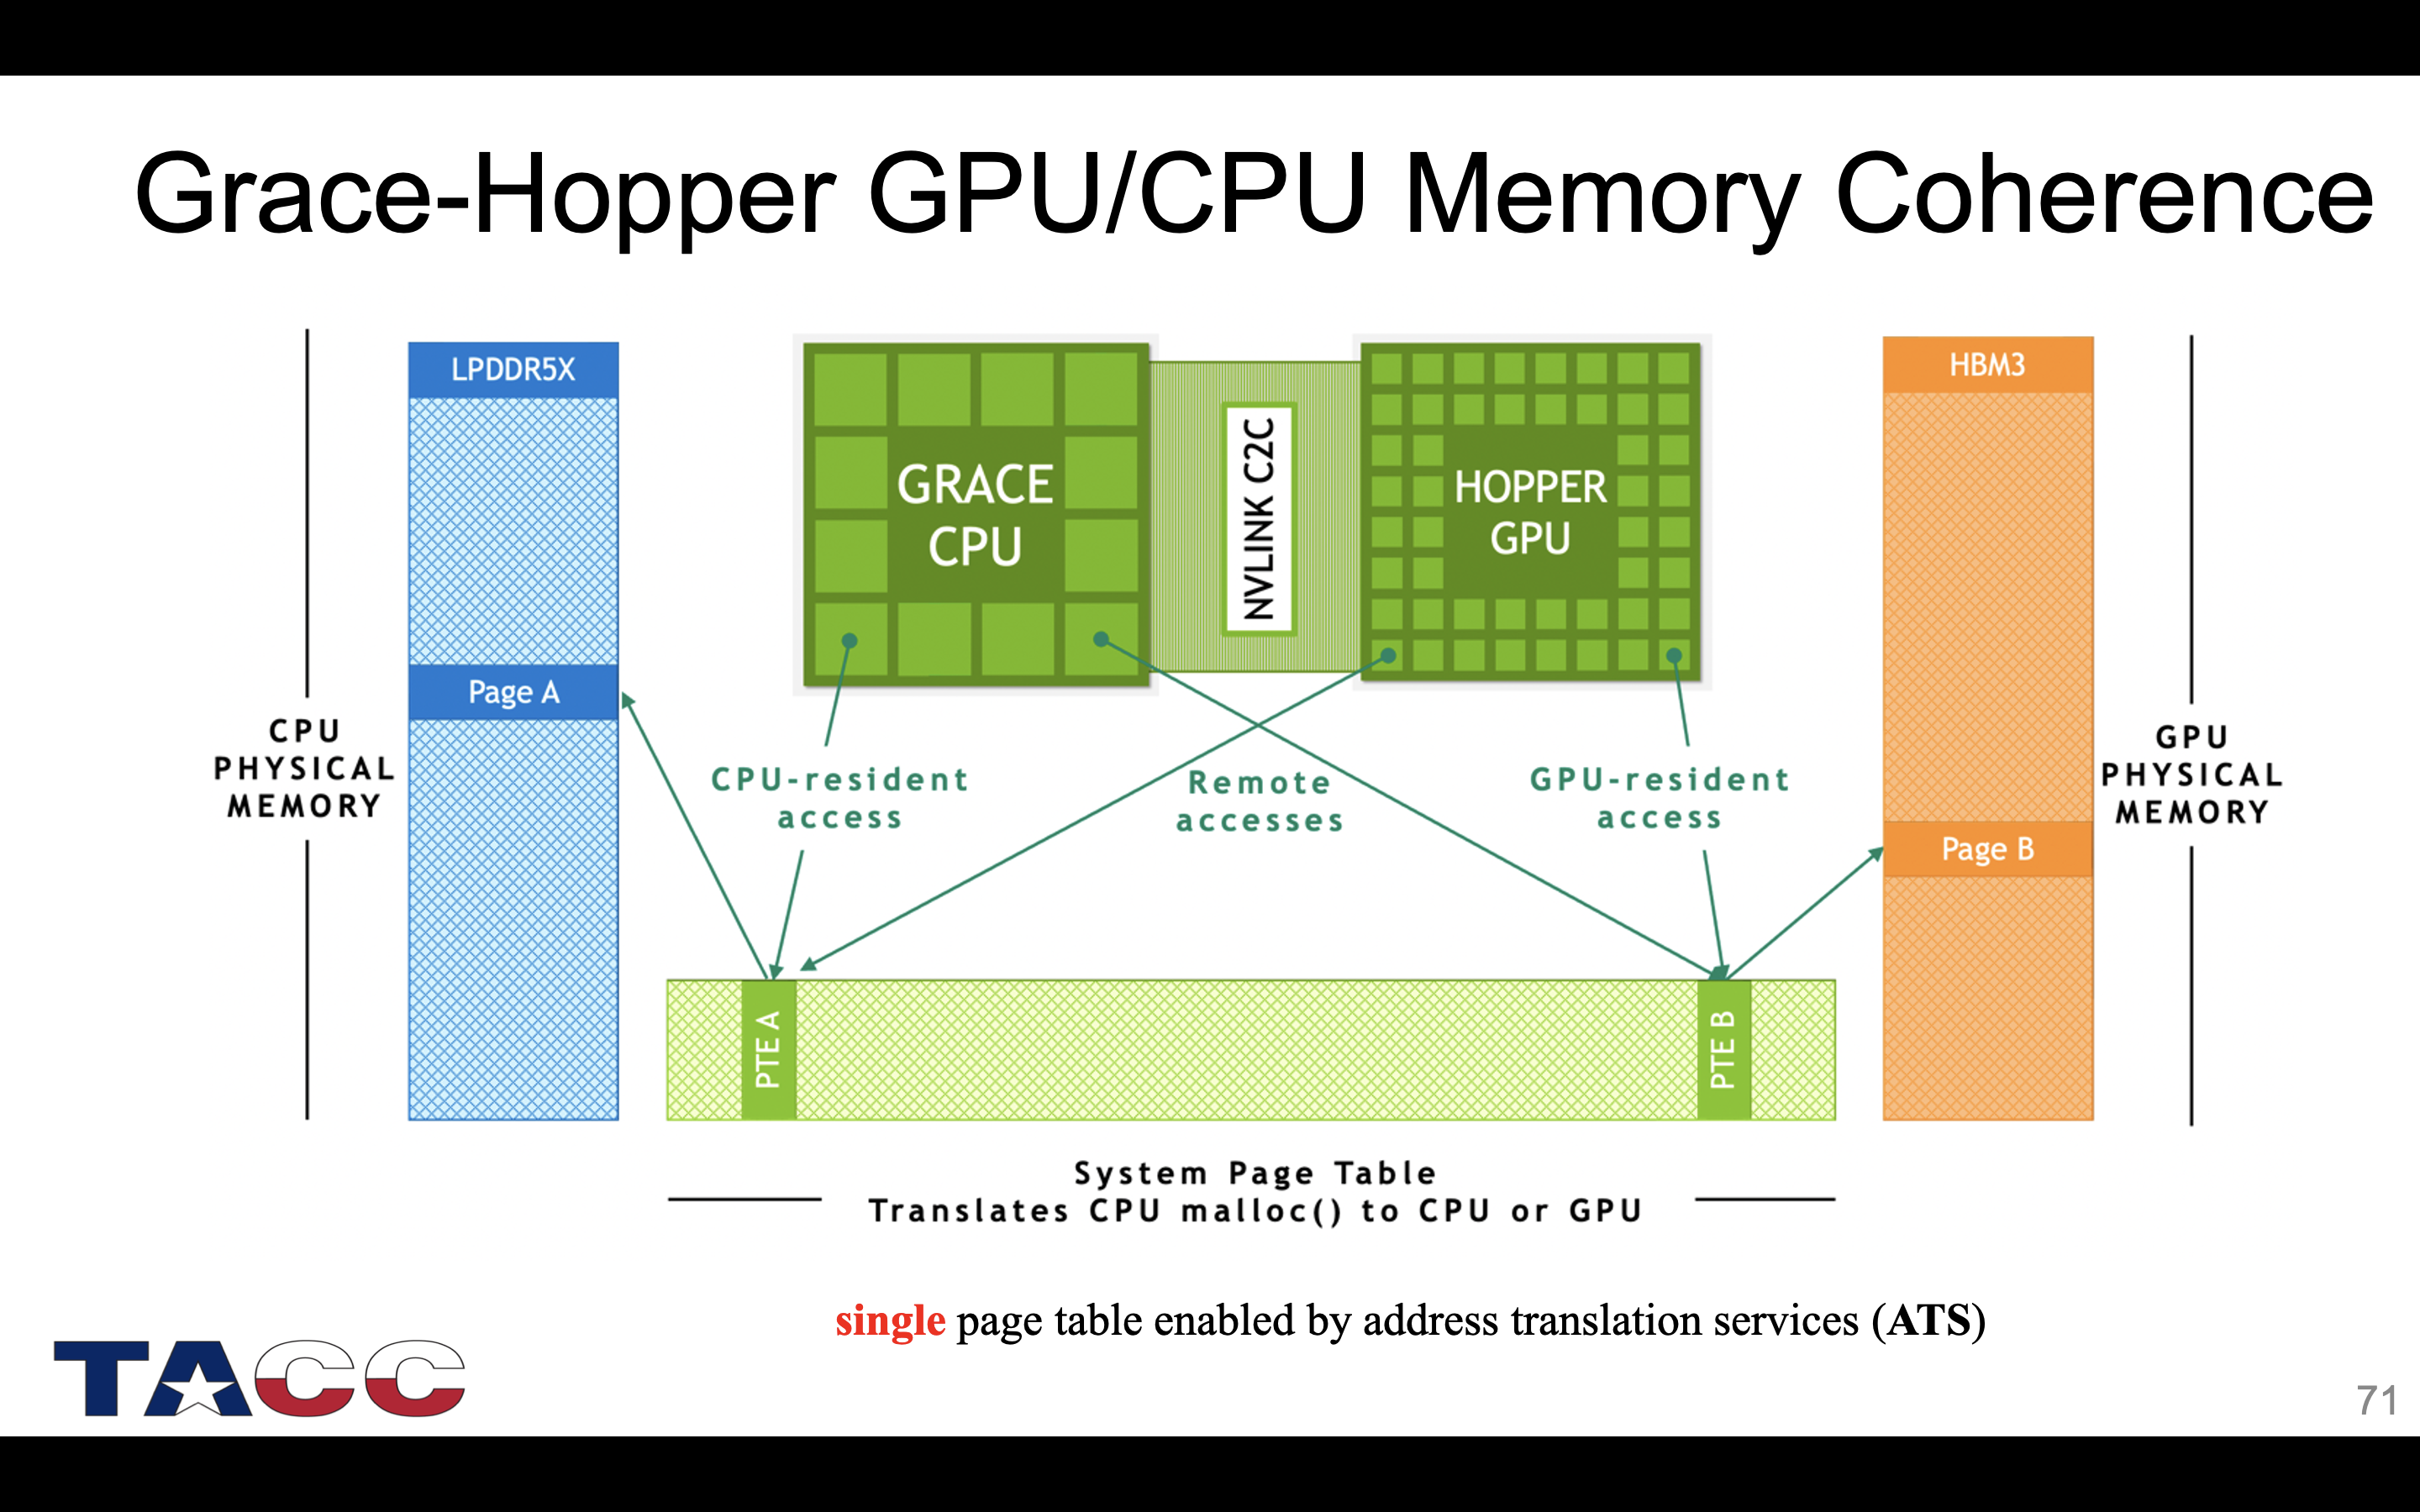 Grace-Hopper GPU/CPU Memory Coherence
LPDDR5X
HBM3
GRACE
CPU
NVLINK C2C
HOPPER
GPU
Page A
CPU
PHYSICAL
MEMORY
CPU-resident
access
Remote
accesses
GPU-resident
access
GPU
PHYSICAL
MEMORY
Page B
PTE A
PTE B
System Page Table
Translates CPU malloc() to CPU or GPU
single page table enabled by address translation services (ATS)
TACC
71